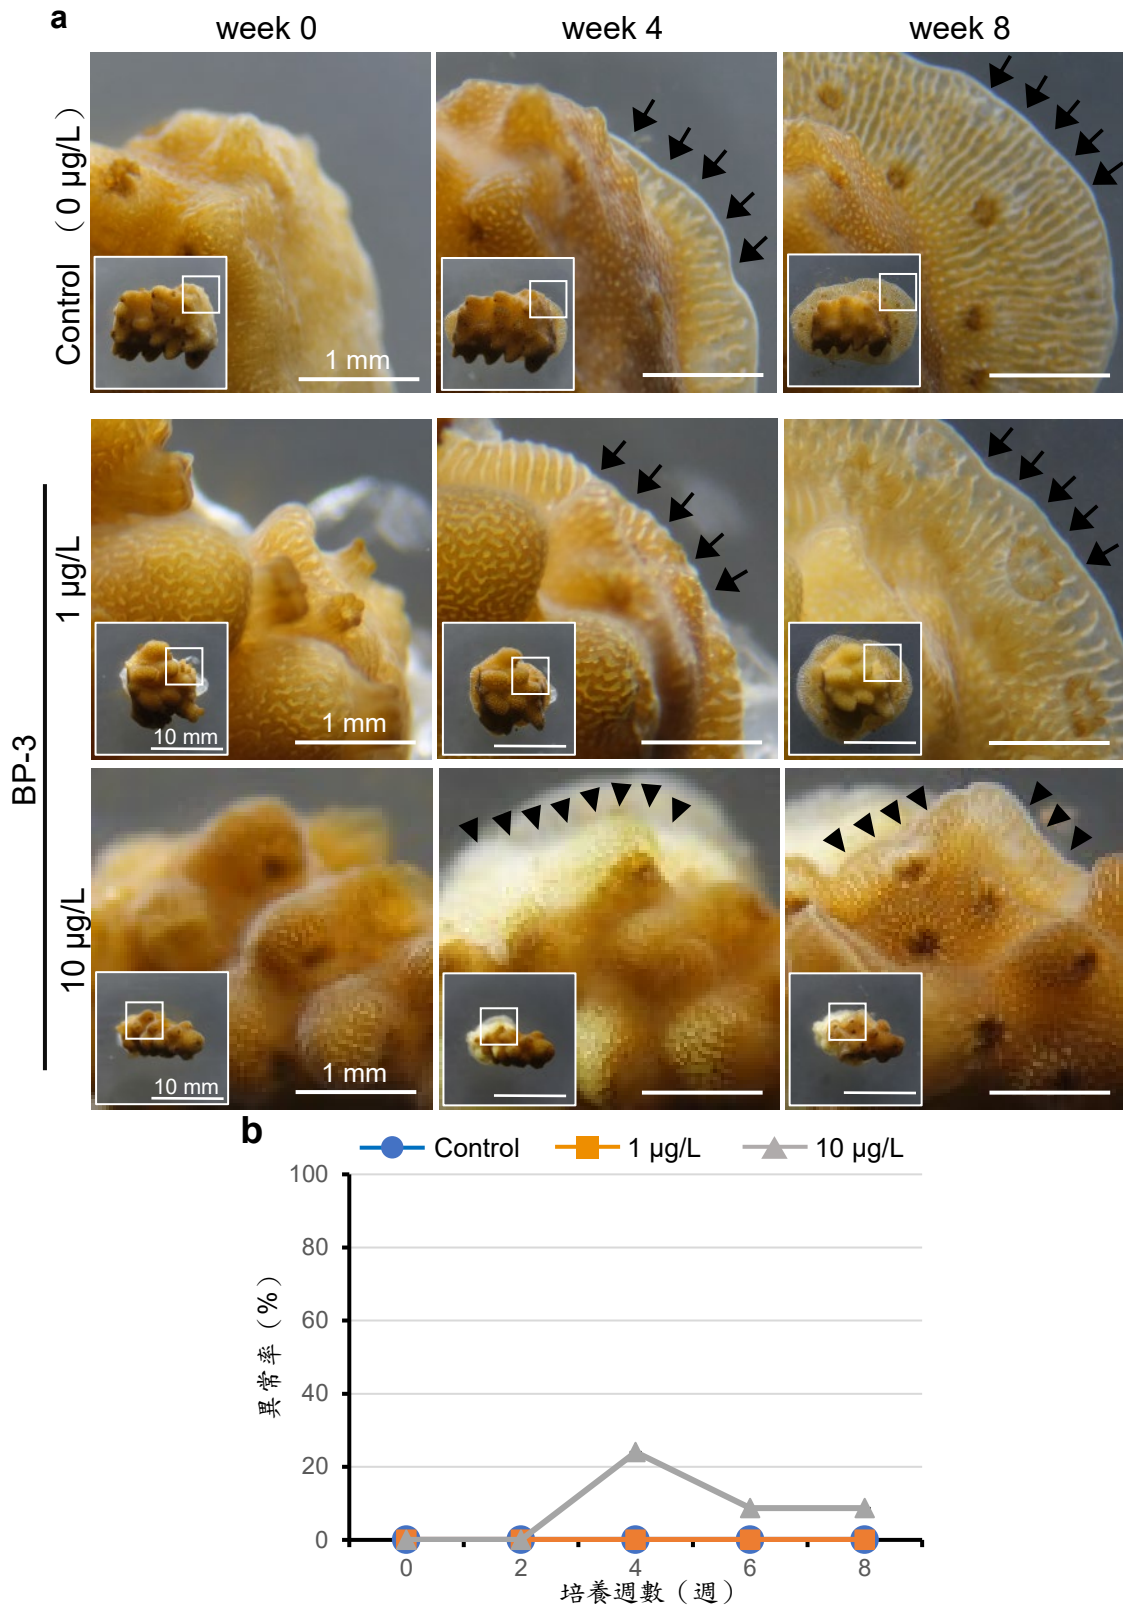 a
week 0
week 4
week 8
Control （0 µg/L）
1 mm
BP-3
1 µg/L
10 mm
1 mm
10 µg/L
10 mm
1 mm
b
Control
1 µg/L
10 µg/L
異常率（%）
100
80
60
40
20
0
0
2
4
6
8
培養週數（週）